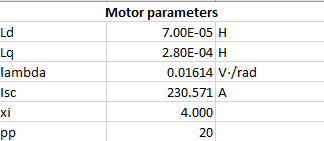 Motor parameters
Ld 7.00E-05 H
Lq 2.80E-04 H
lambda 0.01614 V·/rad
Isc 230.571 A
xi 4.000
pp 20